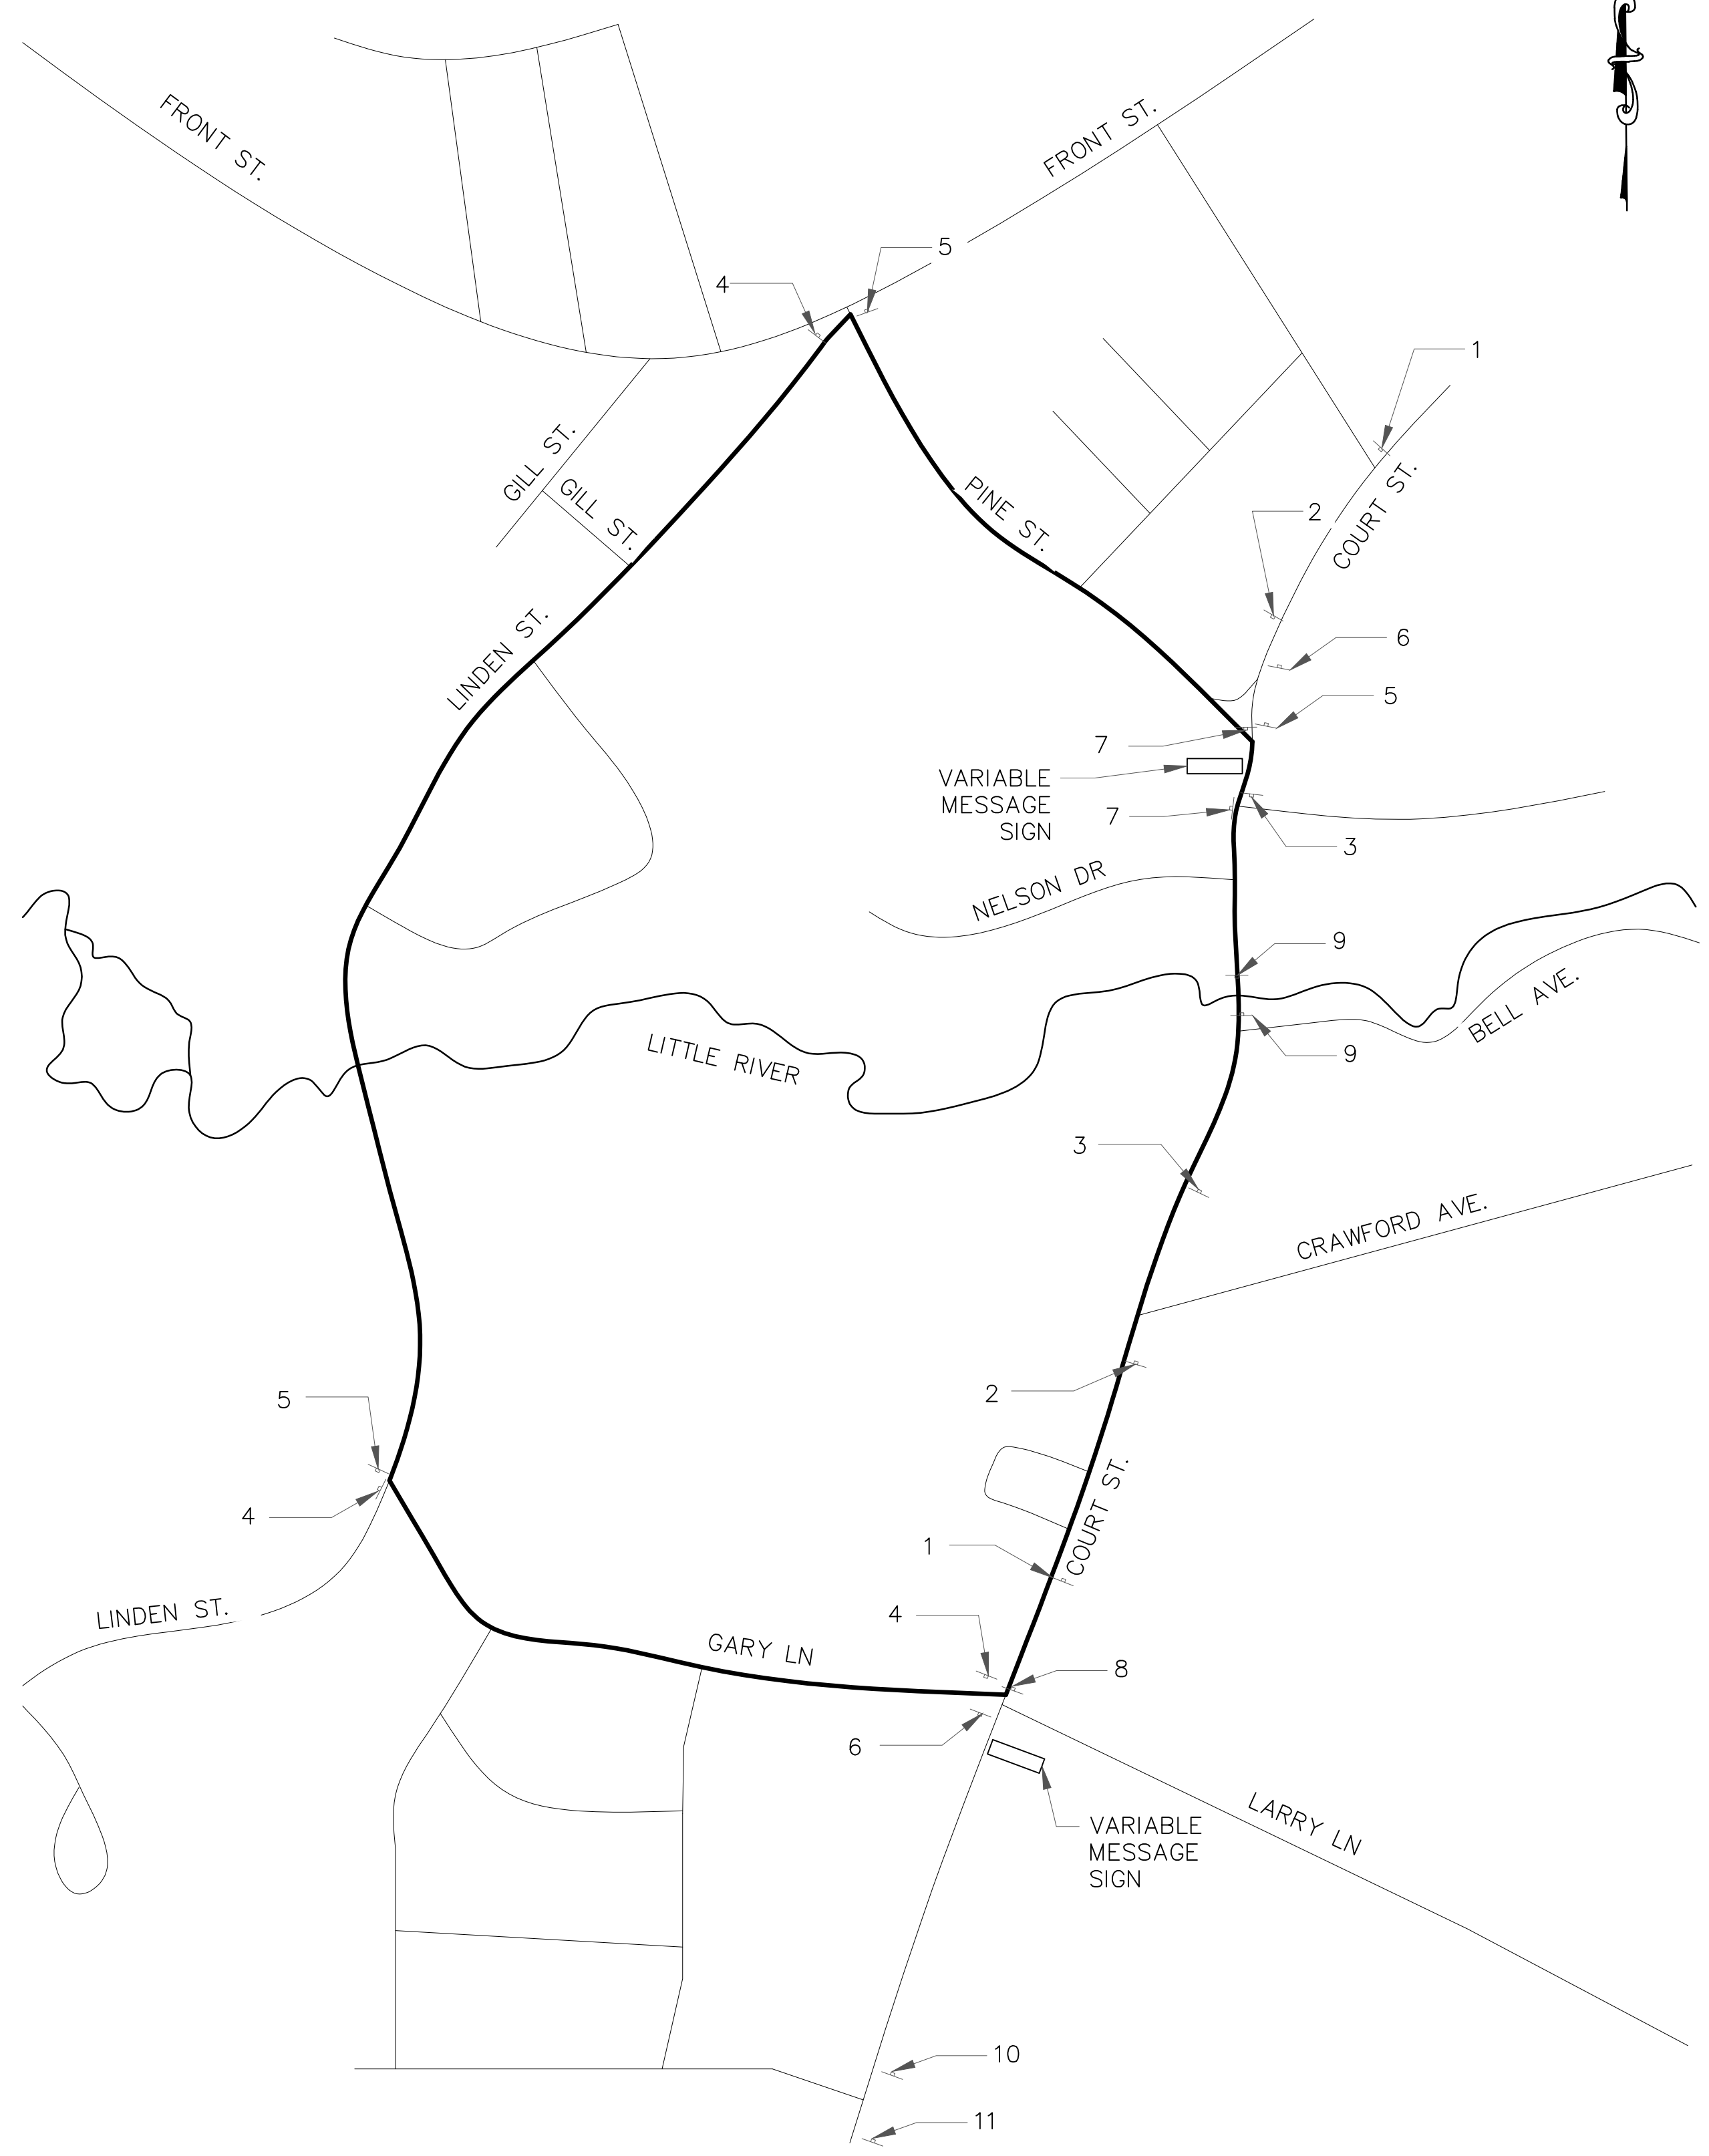 FRONT ST.
FRONT ST.
5
4
1
GILL ST.
GILL ST.
PINE ST.
COURT ST.
2
LINDEN ST.
6
5
7
VARIABLE
MESSAGE
SIGN
7
3
NELSON DR
9
BELL AVE.
LITTLE RIVER
9
3
CRAWFORD AVE.
2
5
4
COURT ST.
1
LINDEN ST.
4
GARY LN
8
6
VARIABLE
MESSAGE
SIGN
LARRY LN
10
11